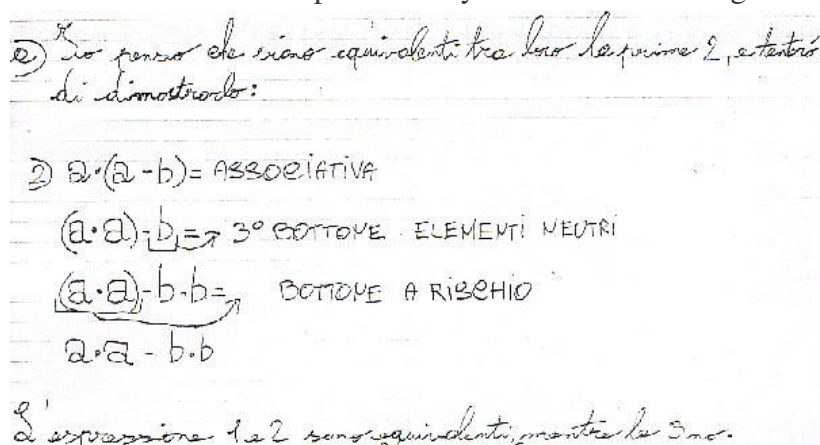 e) Io penso che siano equivalenti tra loro le prime 2, e tenterò
di dimostrarlo:
2) a·(a-b)= ASSOCIATIVA
(a·a)-b= → 3° BOTTONE ELEMENTI NEUTRI
(a·a)-b·b= BOTTONE A RISCHIO
a·a - b·b
L'espressione 1 e 2 sono equivalenti, mentre la 3 no.